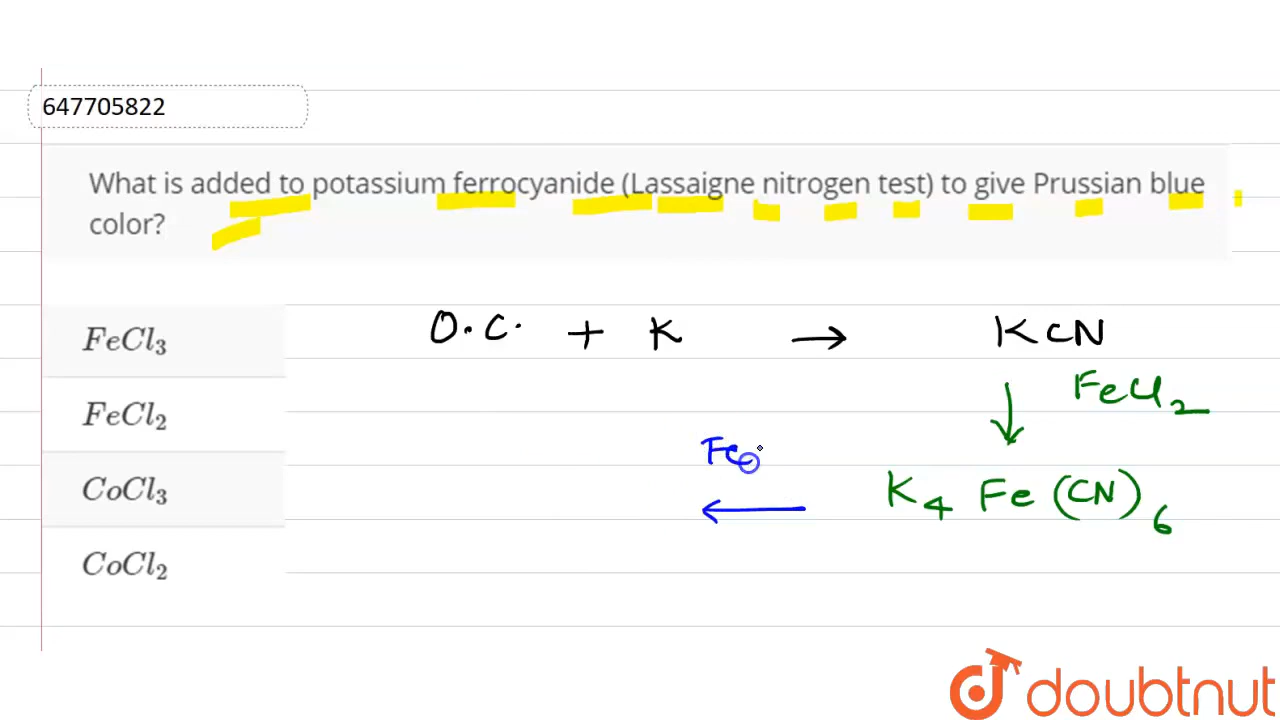 647705822
What is added to potassium ferrocyanide (Lassaigne nitrogen test) to give Prussian blue
color?
FeCl3
O.C. + K → KCN
FeCl2
FeCl2
Fe
K4 Fe (CN)6
CoCl3
CoCl2
doubtnut